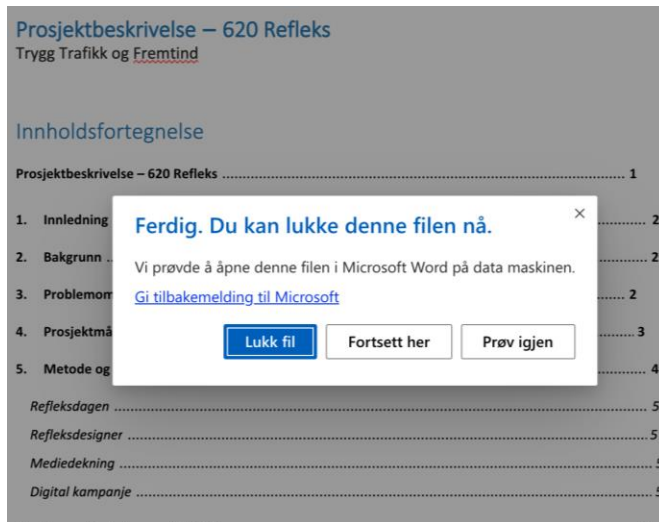 Prosjektbeskrivelse – 620 Refleks
Trygg Trafikk og Fremtind
Innholdsfortegnelse
Prosjektbeskrivelse – 620 Refleks ........ 1
1. Innledning ........ 2
2. Bakgrunn ........ 2
3. Problemom ........ 2
4. Prosjektmå ........ 3
5. Metode og ........ 4
Refleksdagen ........ 5
Refleksdesigner ........ 5
Mediedekning ........
Digital kampanje ........
Ferdig. Du kan lukke denne filen nå.
Vi prøvde å åpne denne filen i Microsoft Word på data maskinen.
Gi tilbakemelding til Microsoft
Lukk fil Fortsett her Prøv igjen